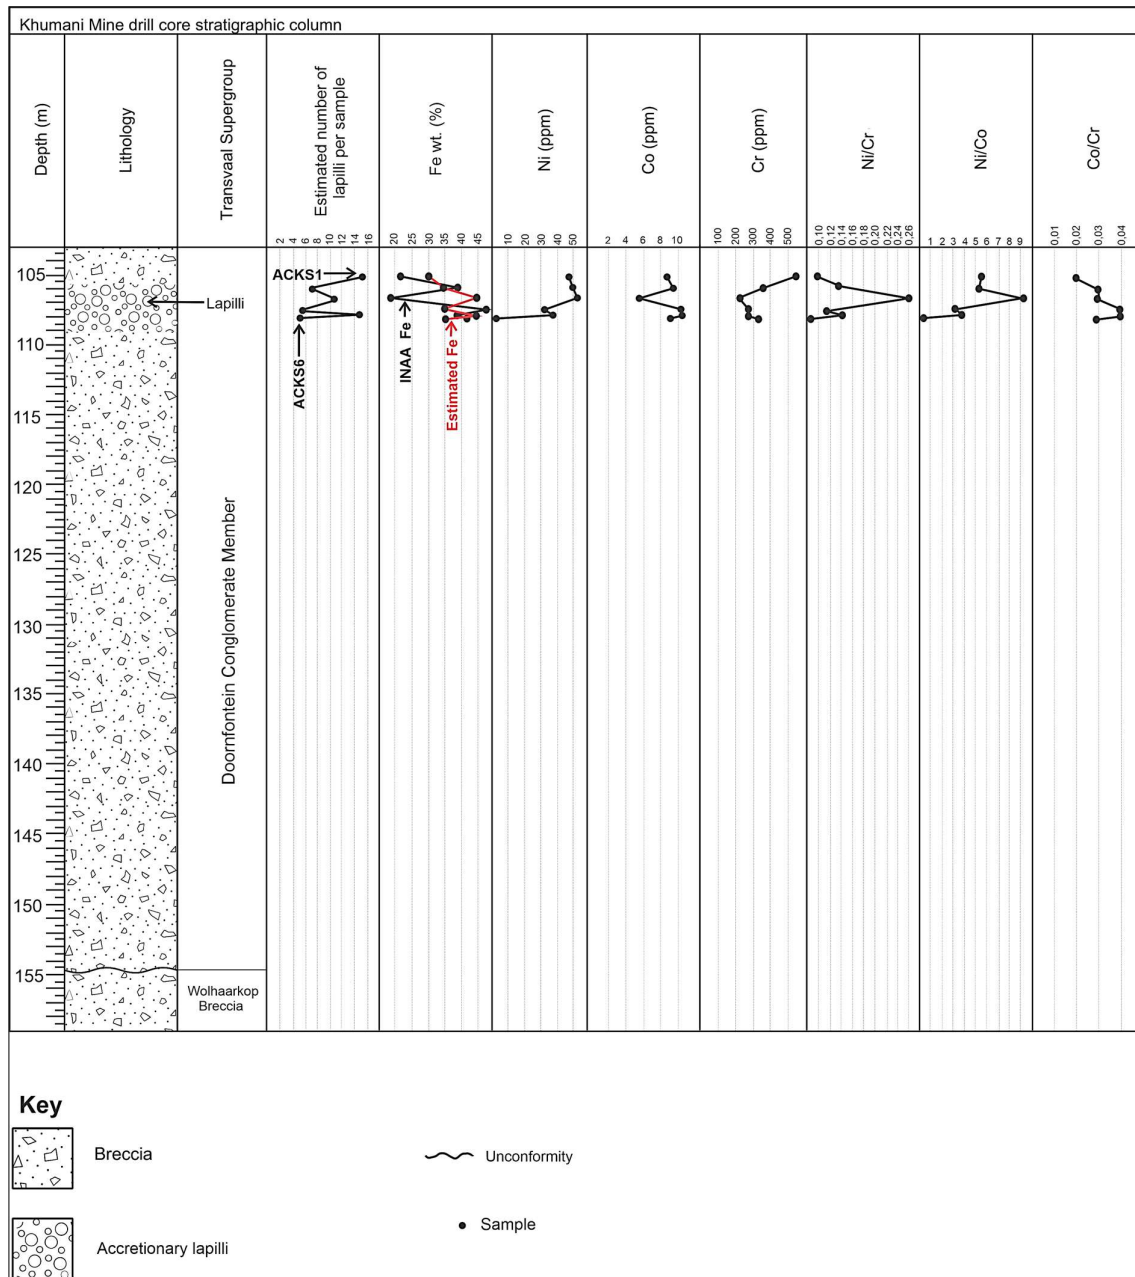 Khumani Mine drill core stratigraphic column
Depth (m)
Lithology
Transvaal Supergroup
Estimated number of
lapilli per sample
Fe wt. (%)
Ni (ppm)
Co (ppm)
Cr (ppm)
Ni/Cr
Ni/Co
Co/Cr
2 4 6 8 10 12 14 16
20 25 30 35 40 45
10 20 30 40 50
2 4 6 8 10
100 200 300 400 500
0,10 0,12 0,14 0,16 0,18 0,20 0,22 0,24 0,26
1 2 3 4 5 6 7 8 9
0,01 0,02 0,03 0,04
105
110
115
120
125
130
135
140
145
150
155
Lapilli
Doornfontein Conglomerate Member
Wolhaarkop
Breccia
ACKS1
ACKS6
INAA Fe
Estimated Fe
Key
Breccia
Unconformity
Sample
Accretionary lapilli